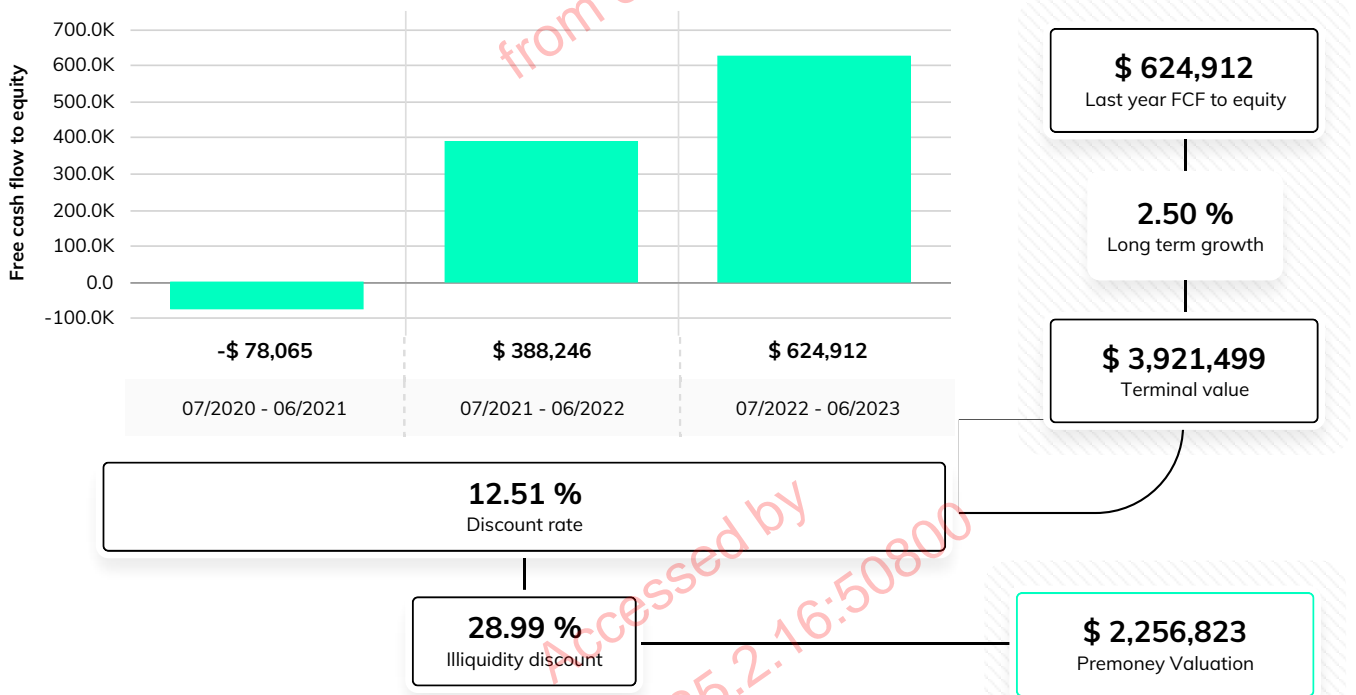 Free cash flow to equity
700.0K
600.0K
500.0K
400.0K
300.0K
200.0K
100.0K
0.0
-100.0K
-$ 78,065
$ 388,246
$ 624,912
07/2020 - 06/2021
07/2021 - 06/2022
07/2022 - 06/2023
$ 624,912
Last year FCF to equity
2.50 %
Long term growth
$ 3,921,499
Terminal value
12.51 %
Discount rate
28.99 %
Illiquidity discount
$ 2,256,823
Premoney Valuation
from
Accessed by
5.2.16:50800